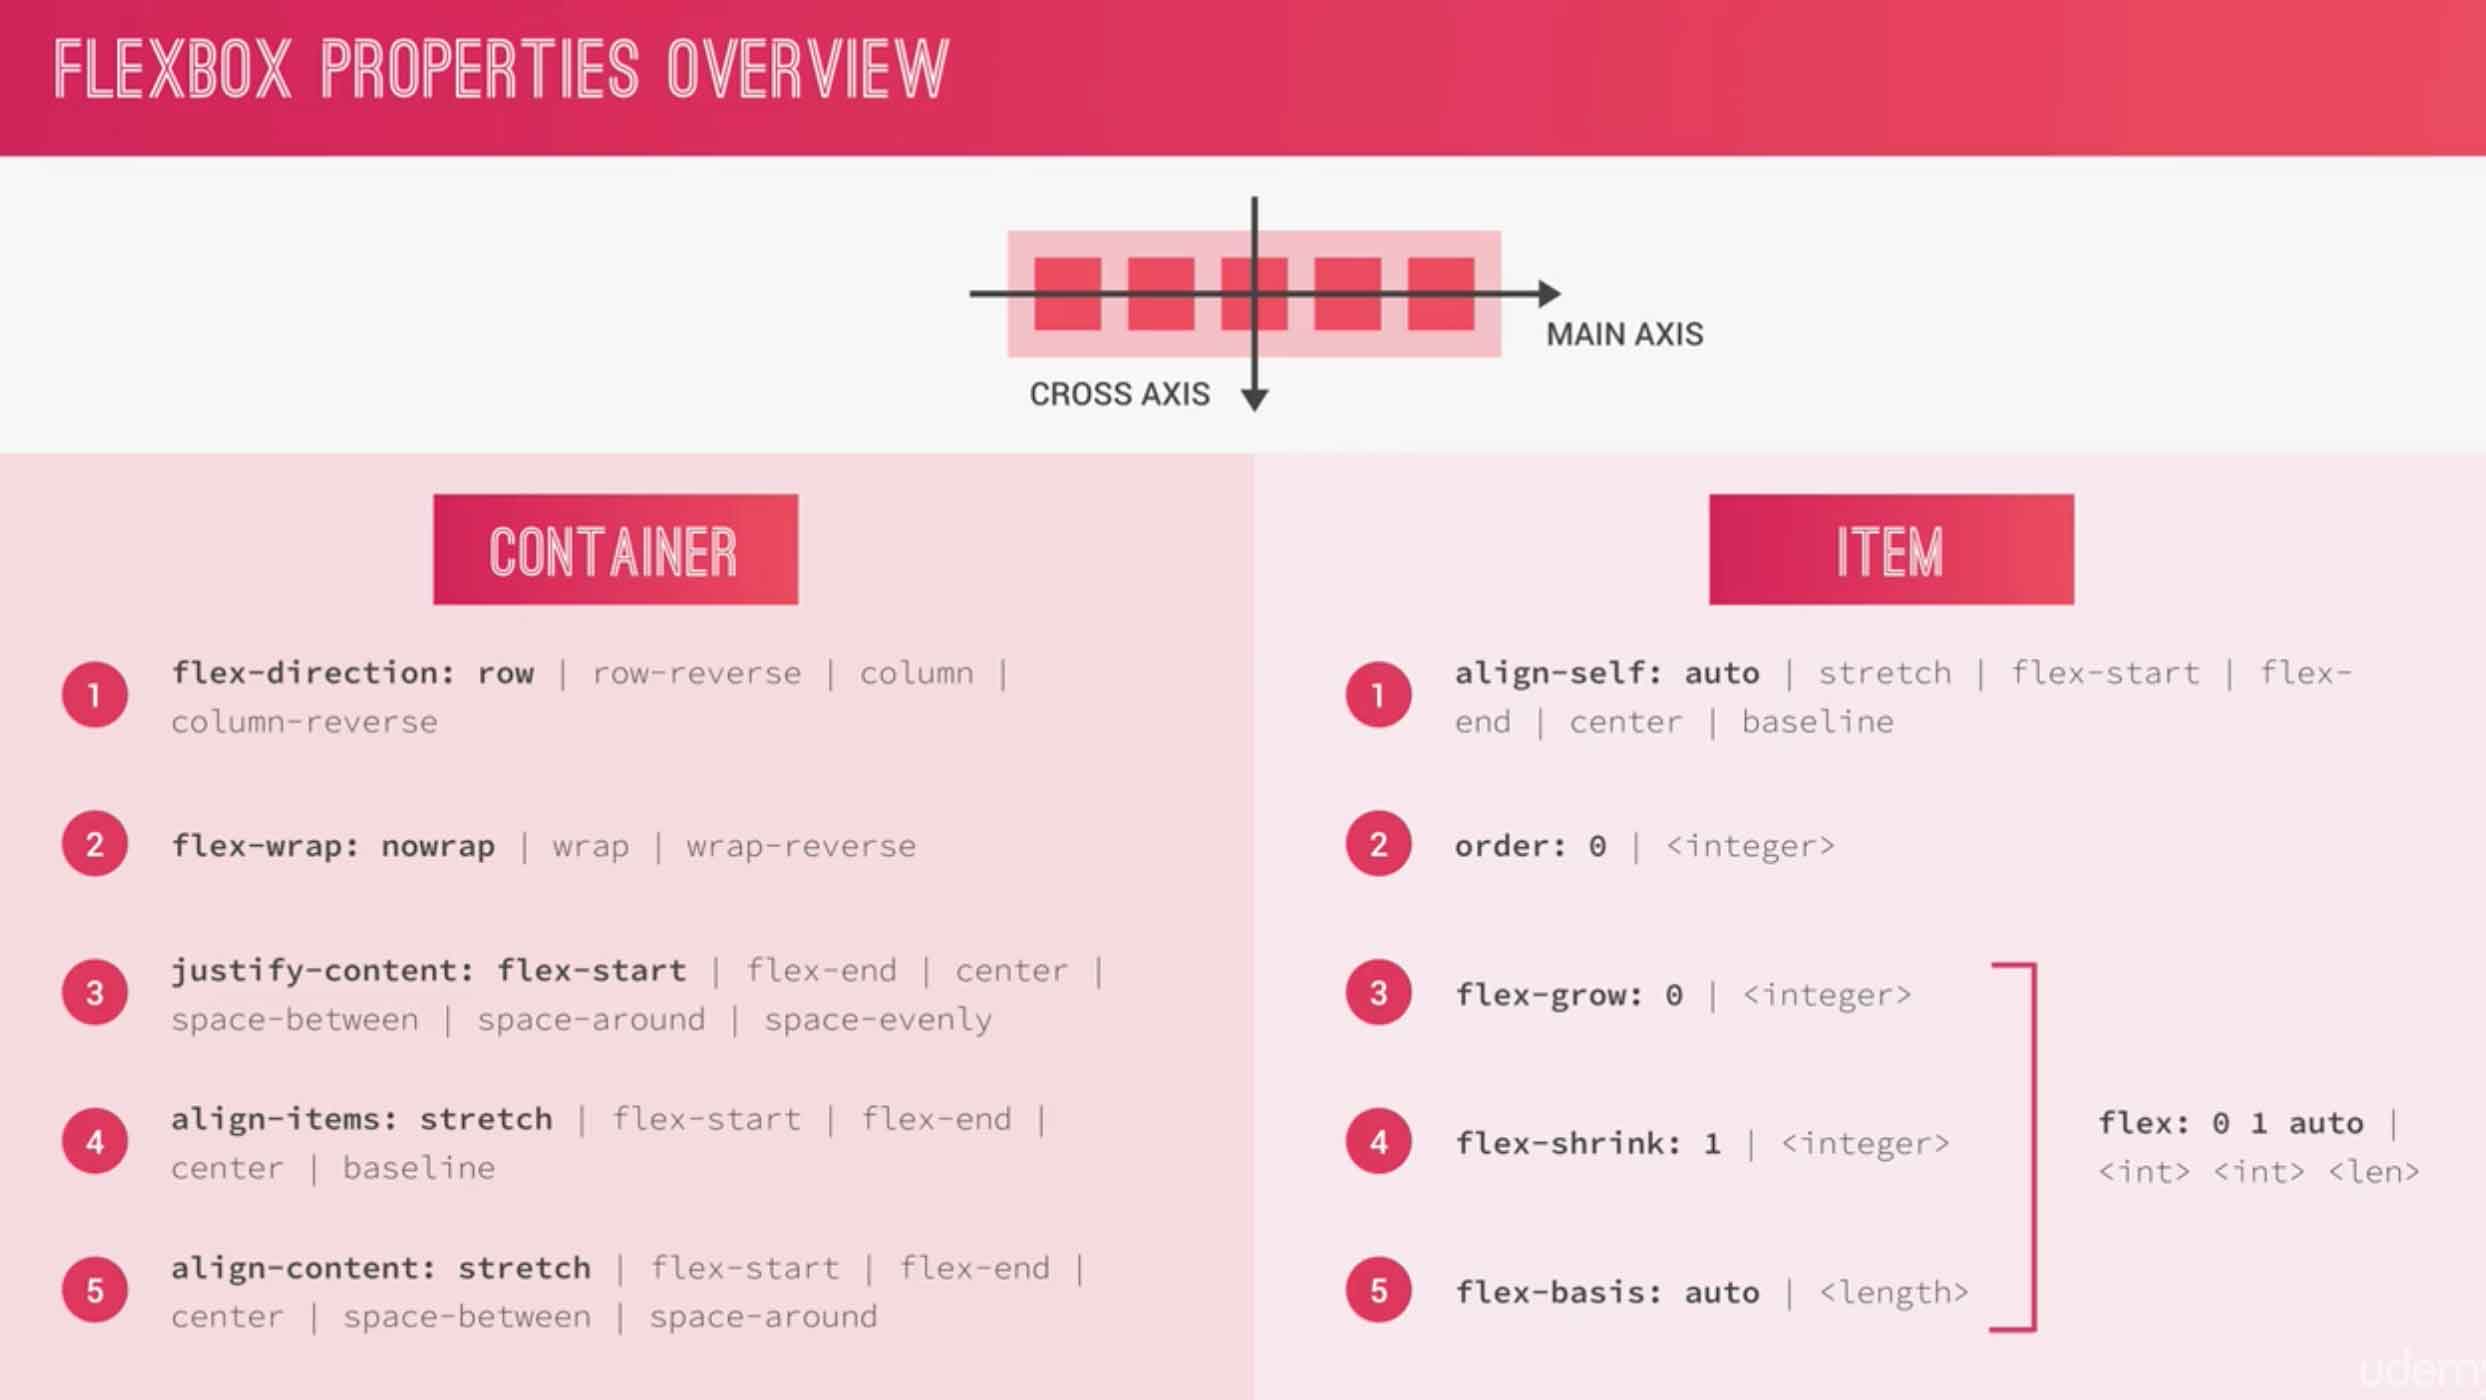 FLEXBOX PROPERTIES OVERVIEW
MAIN AXIS
CROSS AXIS
CONTAINER
1
flex-direction: row | row-reverse | column |
column-reverse
2
flex-wrap: nowrap | wrap | wrap-reverse
3
justify-content: flex-start | flex-end | center |
space-between | space-around | space-evenly
4
align-items: stretch | flex-start | flex-end |
center | baseline
5
align-content: stretch | flex-start | flex-end |
center | space-between | space-around
ITEM
1
align-self: auto | stretch | flex-start | flex-
end | center | baseline
2
order: 0 | <integer>
3
flex-grow: 0 | <integer>
4
flex-shrink: 1 | <integer>
5
flex-basis: auto | <length>
flex: 0 1 auto |
<int> <int> <len>